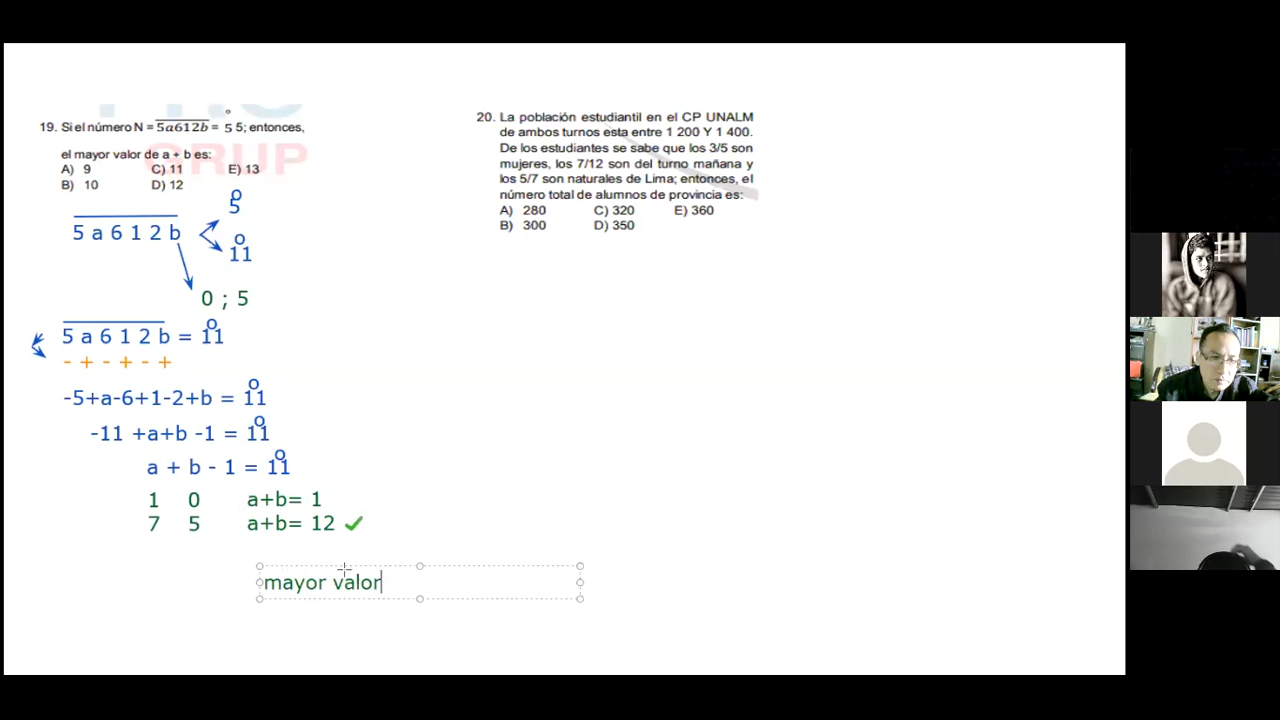 19. Si el número N = 5a612b = 5̊ 5; entonces,
el mayor valor de a + b es:
A) 9 C) 11 E) 13
B) 10 D) 12
GRUP
5 a 6 1 2 b
5̊
11̊
0 ; 5
5 a 6 1 2 b = 11̊
- + - + - +
-5+a-6+1-2+b = 11̊
-11 +a+b -1 = 11̊
a + b - 1 = 11̊
1 0 a+b= 1
7 5 a+b= 12 ✓
mayor valor
20. La población estudiantil en el CP UNALM
de ambos turnos esta entre 1 200 Y 1 400.
De los estudiantes se sabe que los 3/5 son
mujeres, los 7/12 son del turno mañana y
los 5/7 son naturales de Lima; entonces, el
número total de alumnos de provincia es:
A) 280 C) 320 E) 360
B) 300 D) 350